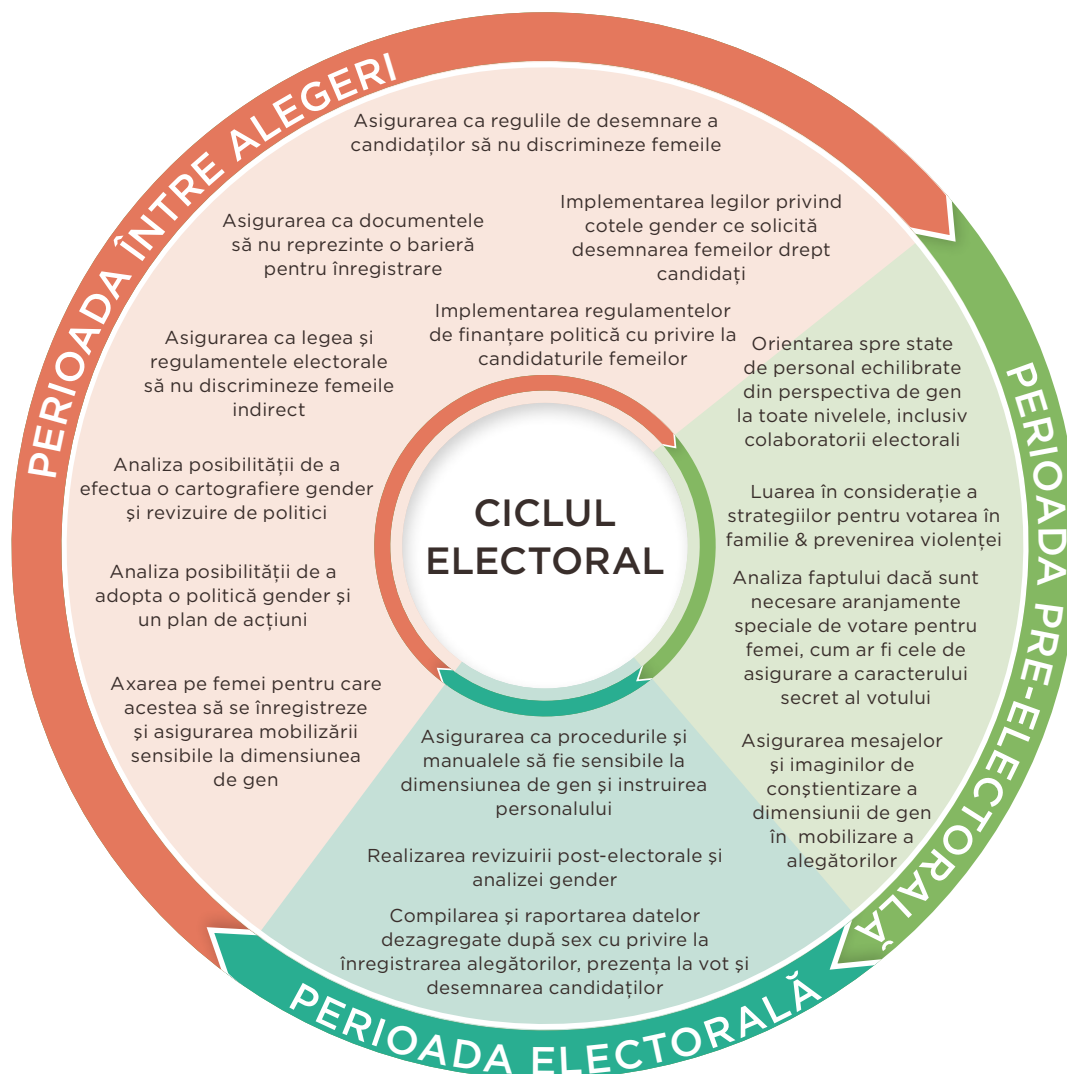 PERIOADA ÎNTRE ALEGERI
Asigurarea ca regulile de desemnare a
candidaților să nu discrimineze femeile
Implementarea legilor privind
cotele gender ce solicită
desemnarea femeilor drept
candidați
Asigurarea ca documentele
să nu reprezinte o barieră
pentru înregistrare
Implementarea regulamentelor
de finanțare politică cu privire la
candidaturile femeilor
Asigurarea ca legea și
regulamentele electorale
să nu discrimineze femeile
indirect
Analiza posibilității de a
efectua o cartografiere gender
și revizuire de politici
Analiza posibilității de a
adopta o politică gender și
un plan de acțiuni
Axarea pe femei pentru care
acestea să se înregistreze
și asigurarea mobilizării
sensibile la dimensiunea
de gen
CICLUL
ELECTORAL
PERIOADA PRE-ELECTORALĂ
Orientarea spre state
de personal echilibrate
din perspectiva de gen
la toate nivelele, inclusiv
colaboratorii electorali
Luarea în considerație a
strategiilor pentru votarea în
familie & prevenirea violenței
Analiza faptului dacă sunt
necesare aranjamente
speciale de votare pentru
femei, cum ar fi cele de
asigurare a caracterului
secret al votului
Asigurarea mesajelor
și imaginilor de
conștientizare a
dimensiunii de gen
în mobilizare a
alegătorilor
Asigurarea ca procedurile și
manualele să fie sensibile la
dimensiunea de gen și instruirea
personalului
Realizarea revizuirii post-electorale și
analizei gender
Compilarea și raportarea datelor
dezagregate după sex cu privire la
înregistrarea alegătorilor, prezența la vot și
desemnarea candidaților
PERIOADA ELECTORALĂ